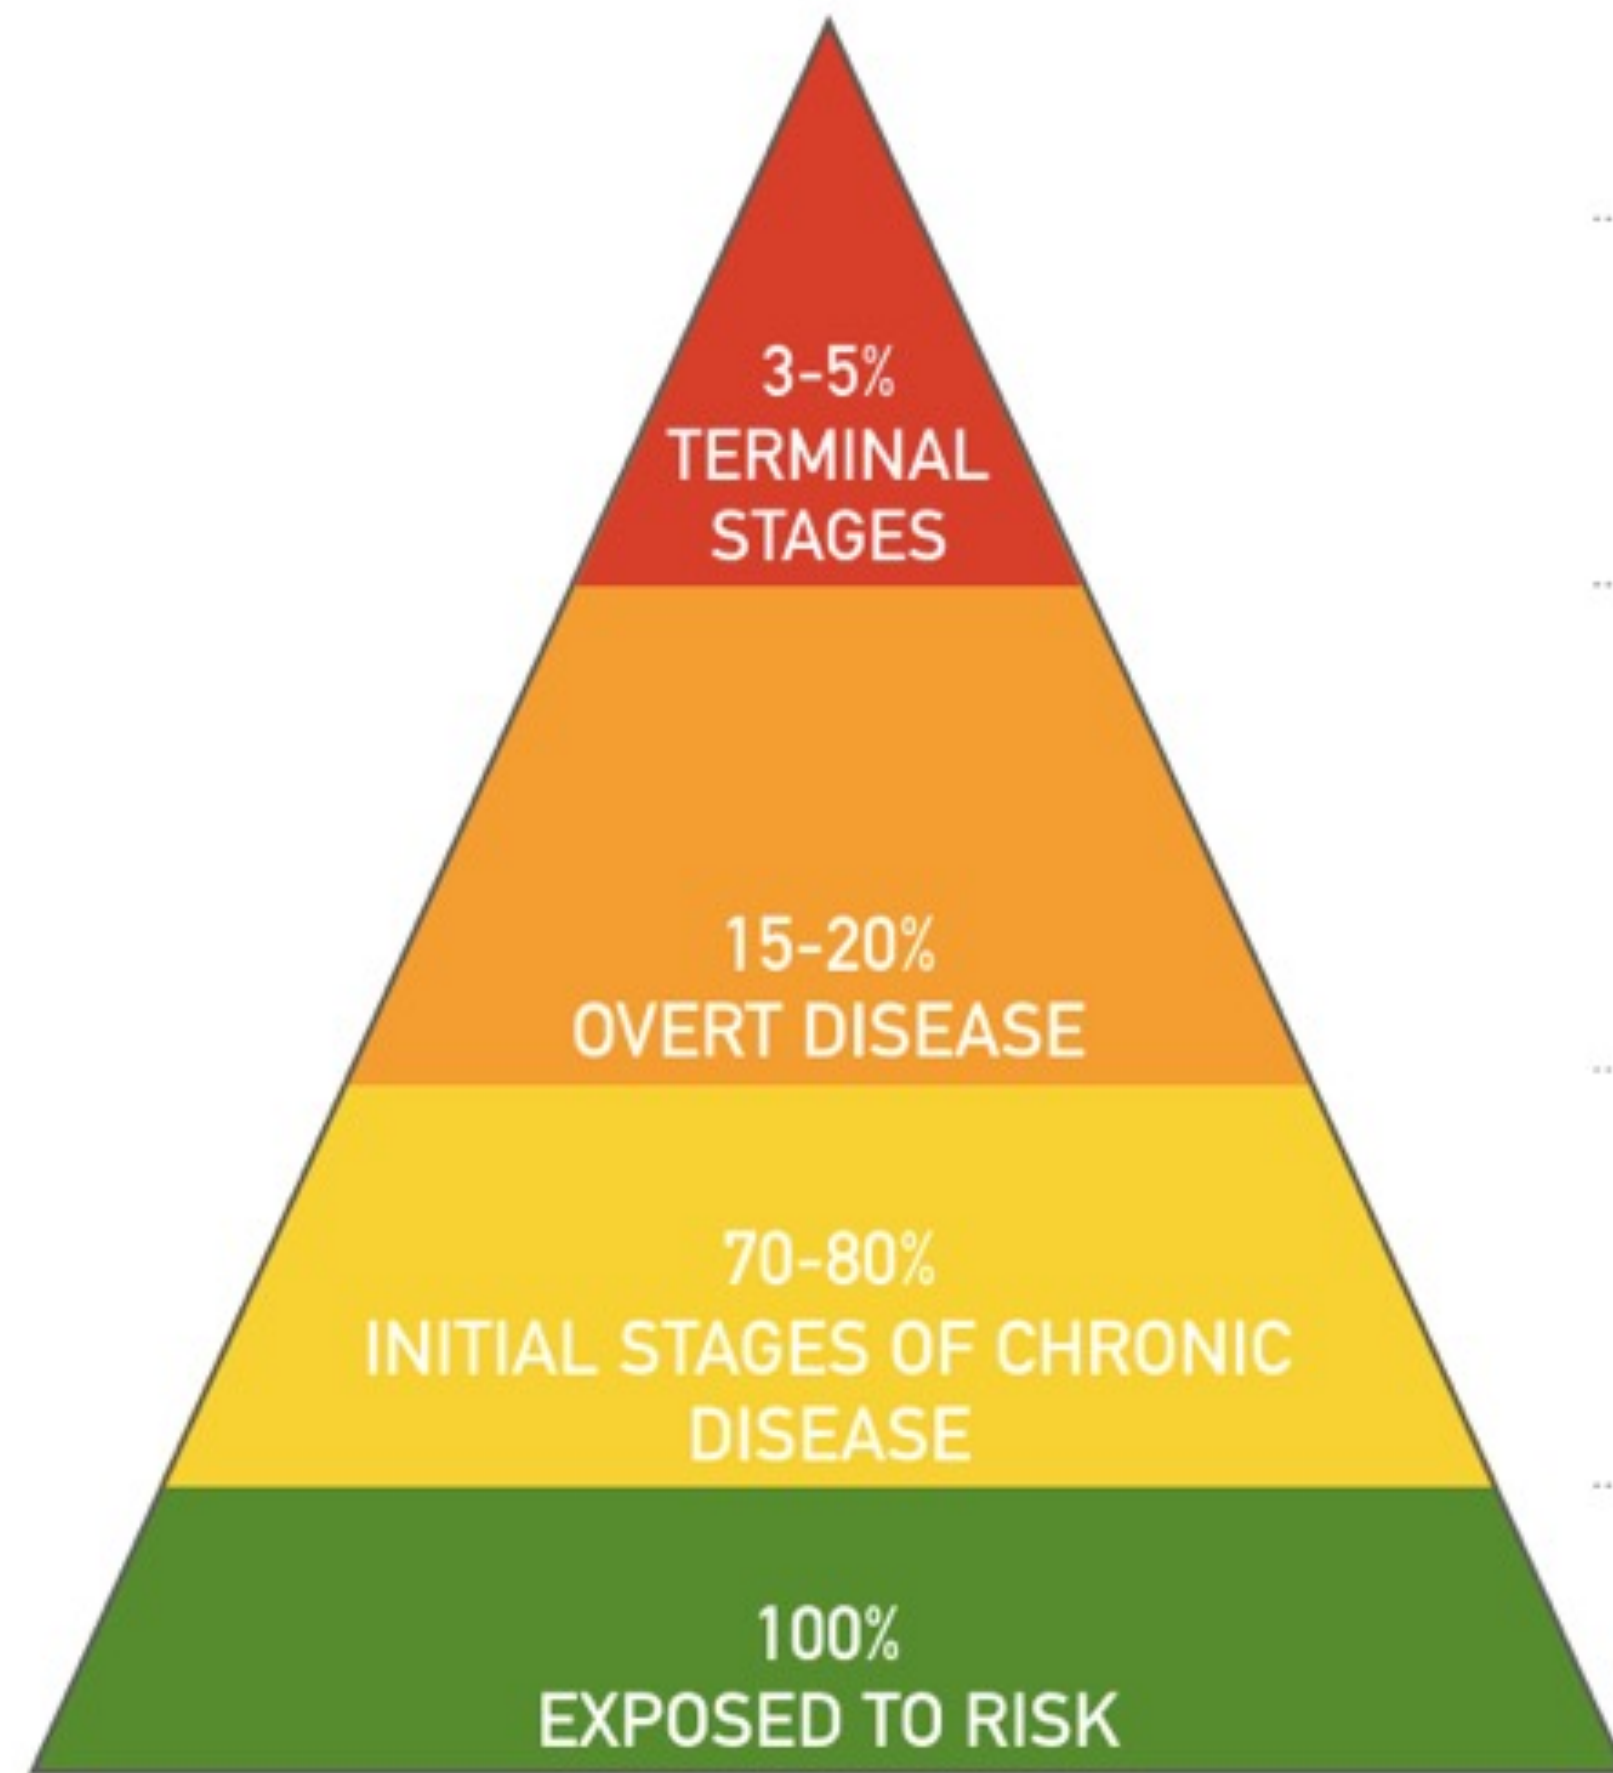 3-5%
TERMINAL
STAGES
15-20%
OVERT DISEASE
70-80%
INITIAL STAGES OF CHRONIC
DISEASE
100%
EXPOSED TO RISK